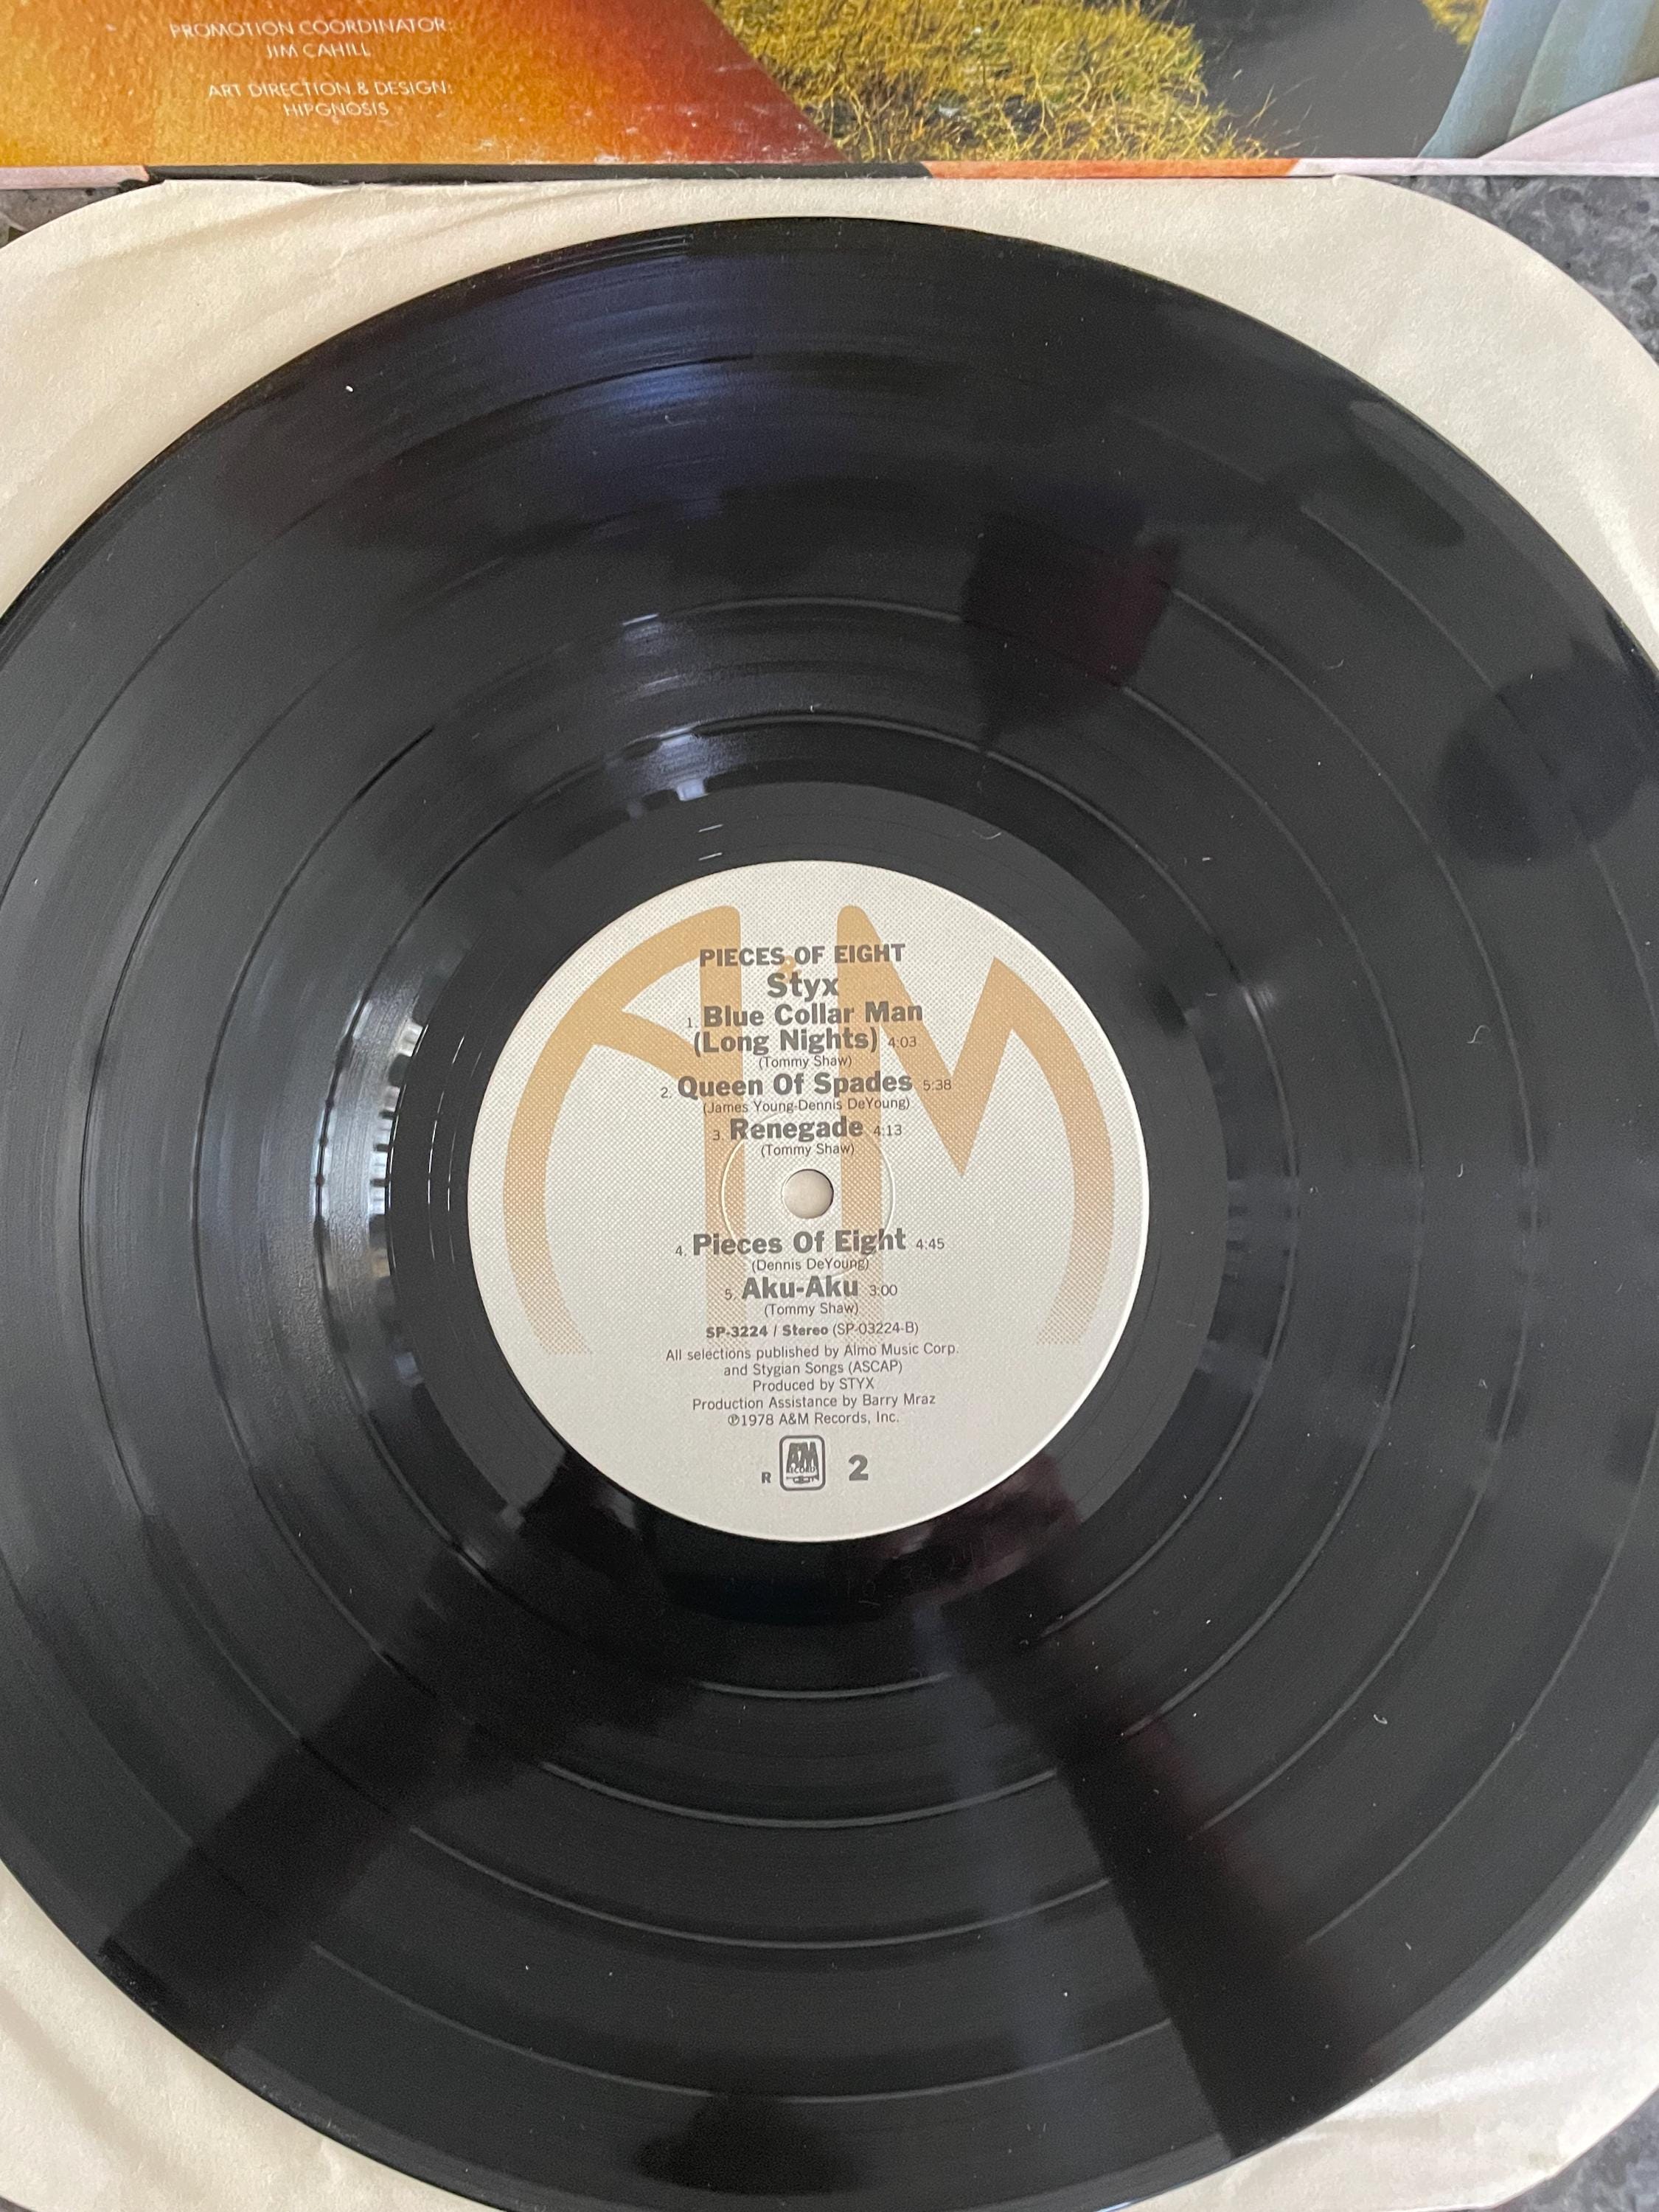 PROMOTION COORDINATOR:
JIM CAHILL
ART DIRECTION & DESIGN:
HIPGNOSIS
PIECES OF EIGHT
Styx
1. Blue Collar Man
(Long Nights) 4:03
(Tommy Shaw)
2. Queen Of Spades 5:38
(James Young-Dennis DeYoung)
3. Renegade 4:13
(Tommy Shaw)
4. Pieces Of Eight 4:45
(Dennis DeYoung)
5. Aku-Aku 3:00
(Tommy Shaw)
SP-3224 / Stereo (SP-03224-B)
All selections published by Almo Music Corp.
and Stygian Songs (ASCAP)
Produced by STYX
Production Assistance by Barry Mraz
℗1978 A&M Records, Inc.
R A&M RECORDS 2